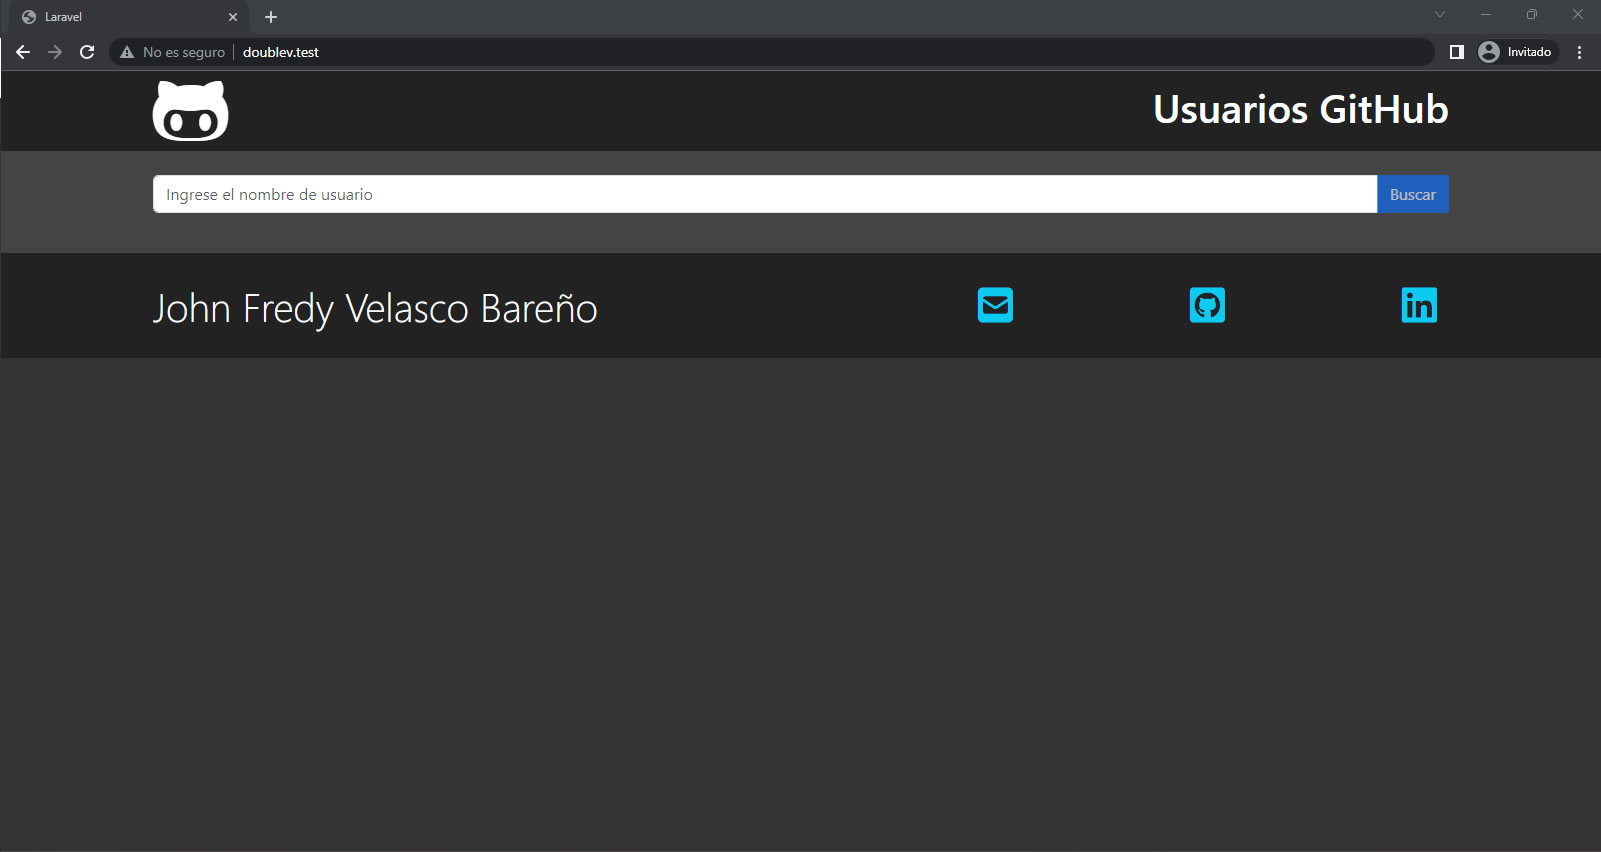 Laravel
No es seguro doublev.test Invitado
Usuarios GitHub
Ingrese el nombre de usuario Buscar
John Fredy Velasco Bareño in